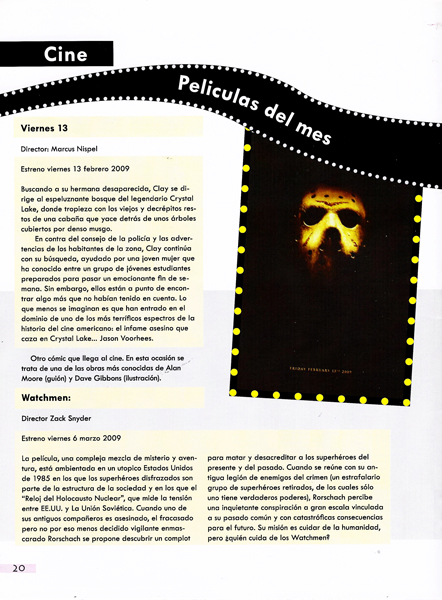 Cine
Películas del mes
Viernes 13
Director: Marcus Nispel
Estreno viernes 13 febrero 2009
Buscando a su hermana desaparecida, Clay se di-
rige al espeluznante bosque del legendario Crystal
Lake, donde tropieza con los viejos y decrépitos res-
tos de una cabaña que yace detrás de unos árboles
cubiertos por denso musgo.
En contra del consejo de la policía y las adver-
tencias de los habitantes de la zona, Clay continúa
con su búsqueda, ayudado por una joven mujer que
ha conocido entre un grupo de jóvenes estudiantes
preparados para pasar un emocionante fin de se-
mana. Sin embargo, ellos están a punto de encon-
trar algo más que no habían tenido en cuenta. Lo
que menos se imaginan es que han entrado en el
dominio de uno de los más terríficos espectros de la
historia del cine americano: el infame asesino que
caza en Crystal Lake... Jason Voorhees.
FRIDAY FEBRUARY 13TH 2009
Otro cómic que llega al cine. En esta ocasión se
trata de una de las obras más conocidas de Alan
Moore (guión) y Dave Gibbons (ilustración).
Watchmen:
Director Zack Snyder
Estreno viernes 6 marzo 2009
La película, una compleja mezcla de misterio y aven-
tura, está ambientada en un utopico Estados Unidos
de 1985 en los que los superhéroes disfrazados son
parte de la estructura de la sociedad y en los que el
"Reloj del Holocausto Nuclear", que mide la tensión
entre EE.UU. y La Unión Soviética. Cuando uno de
sus antiguos compañeros es asesinado, el fracasado
pero no por eso menos decidido vigilante enmas-
carado Rorschach se propone descubrir un complot
para matar y desacreditar a los superhéroes del
presente y del pasado. Cuando se reúne con su an-
tigua legión de enemigos del crimen (un estrafalario
grupo de superhéroes retirados, de los cuales sólo
uno tiene verdaderos poderes), Rorschach percibe
una inquietante conspiración a gran escala vinculada
a su pasado común y con catastróficas consecuencias
para el futuro. Su misión es cuidar de la humanidad,
pero ¿quién cuida de los Watchmen?
20